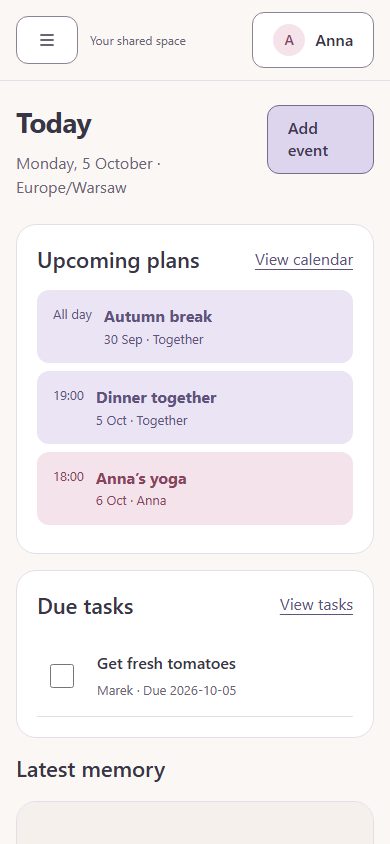 Your shared space
A Anna
Today
Add
event
Monday, 5 October ·
Europe/Warsaw
Upcoming plans
View calendar
All day
Autumn break
30 Sep · Together
19:00
Dinner together
5 Oct · Together
18:00
Anna's yoga
6 Oct · Anna
Due tasks
View tasks
Get fresh tomatoes
Marek · Due 2026-10-05
Latest memory